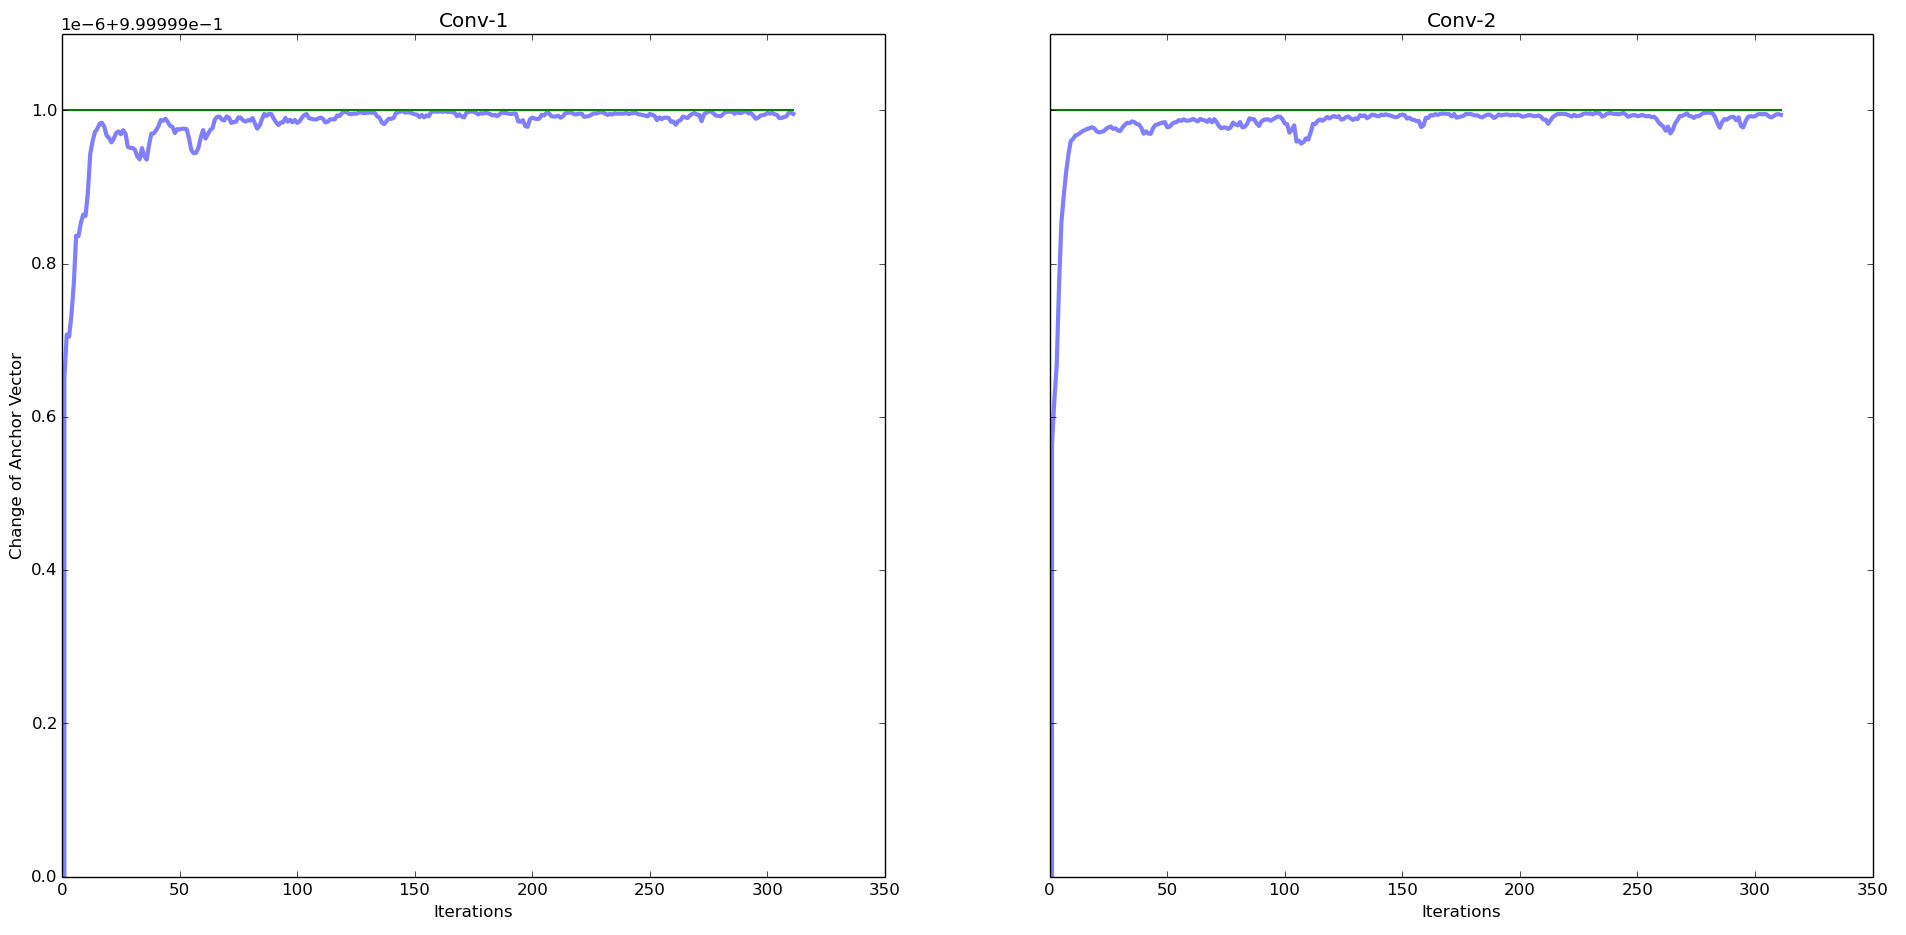 1e−6+9.99999e−1
Conv-1
Conv-2
1.0
0.8
0.6
0.4
0.2
0.0
Change of Anchor Vector
0 50 100 150 200 250 300 350
0 50 100 150 200 250 300 350
Iterations
Iterations